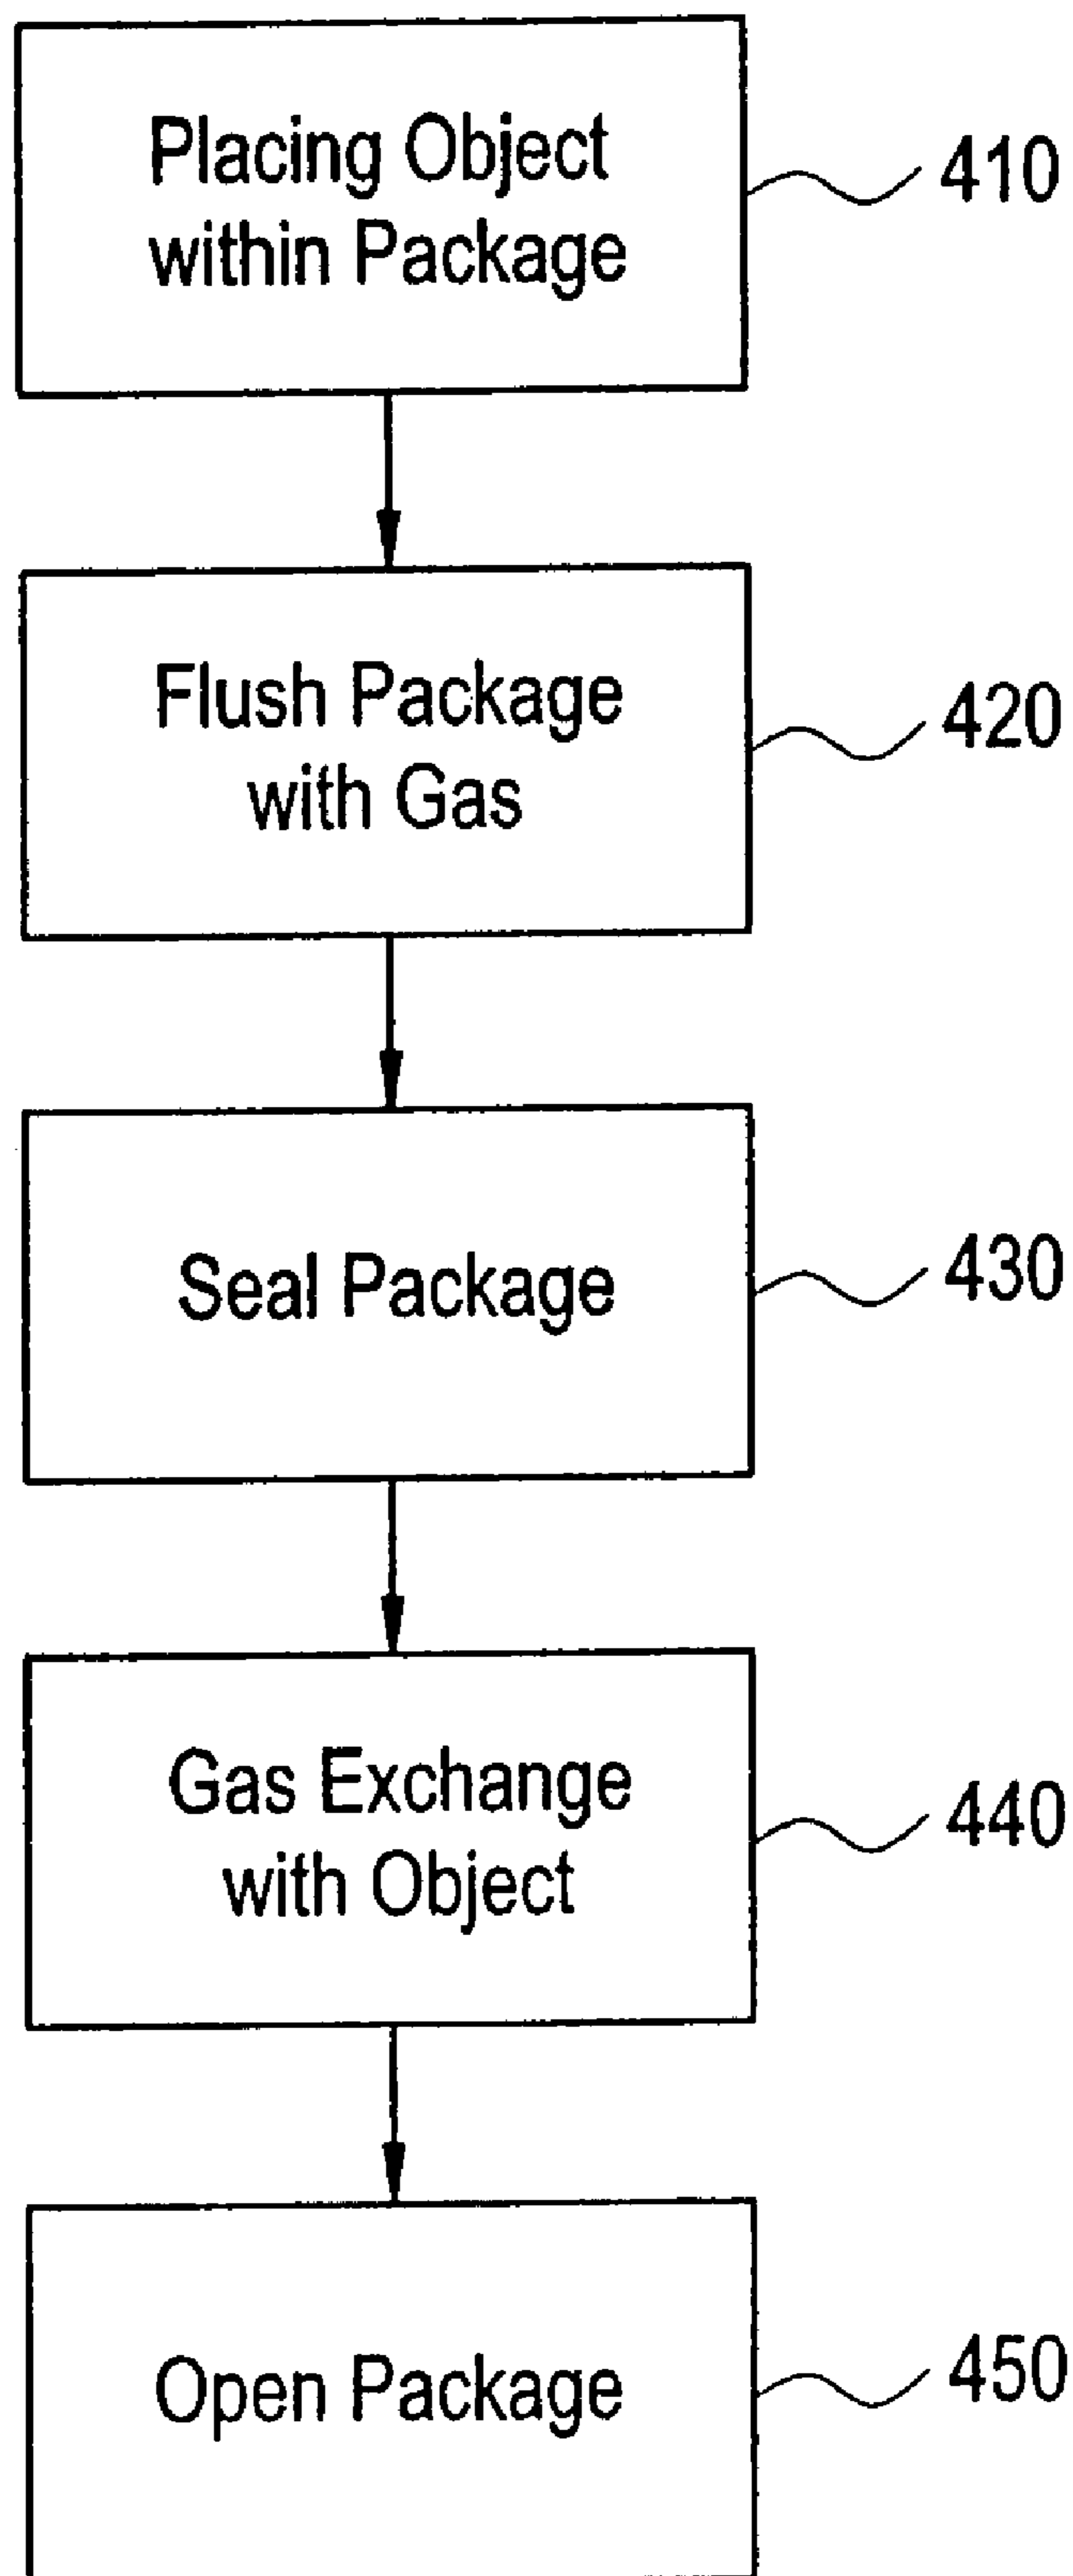 Placing Object
within Package
410
Flush Package
with Gas
420
Seal Package
430
Gas Exchange
with Object
440
Open Package
450